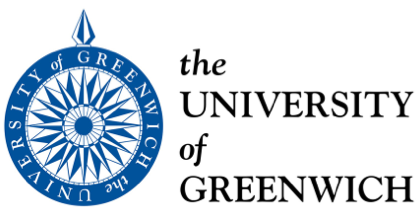 the UNIVERSITY of GREENWICH
the
UNIVERSITY
of
GREENWICH